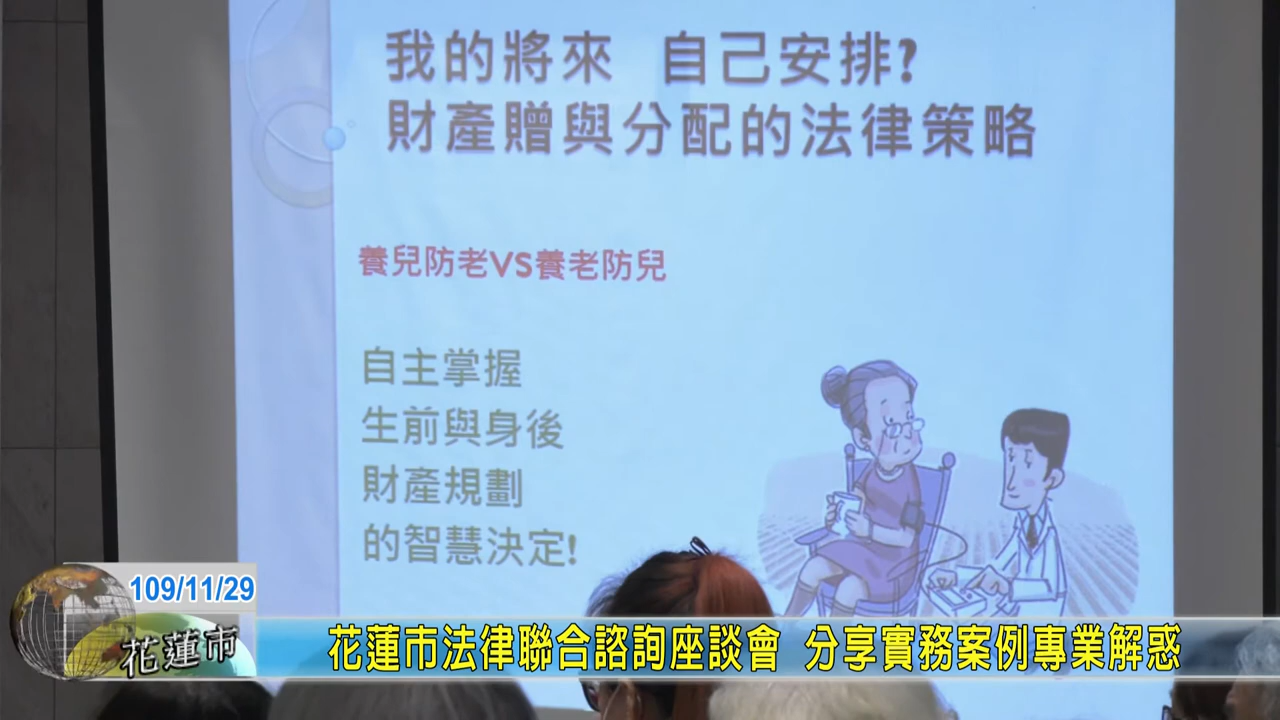 我的將來 自己安排?
財產贈與分配的法律策略
養兒防老VS養老防兒
自主掌握
生前與身後
財產規劃
的智慧決定!
109/11/29
花蓮市
花蓮市法律聯合諮詢座談會 分享實務案例專業解惑